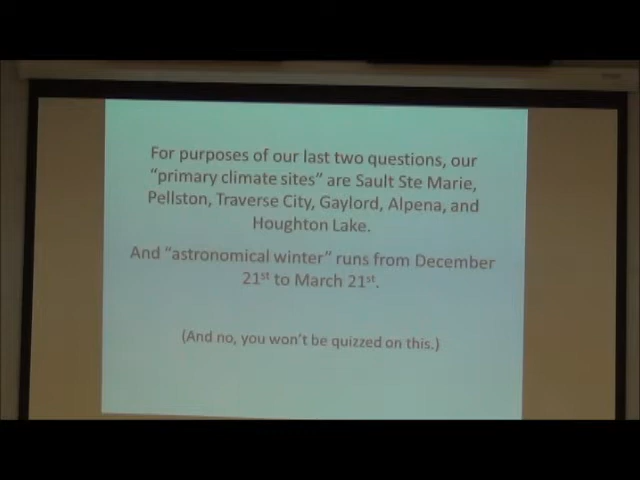 For purposes of our last two questions, our
“primary climate sites” are Sault Ste Marie,
Pellston, Traverse City, Gaylord, Alpena, and
Houghton Lake.
And “astronomical winter” runs from December
21st to March 21st.
(And no, you won’t be quizzed on this.)